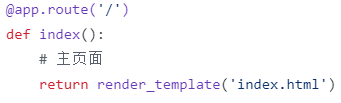 @app.route('/')
def index():
    # 主页面
    return render_template('index.html')